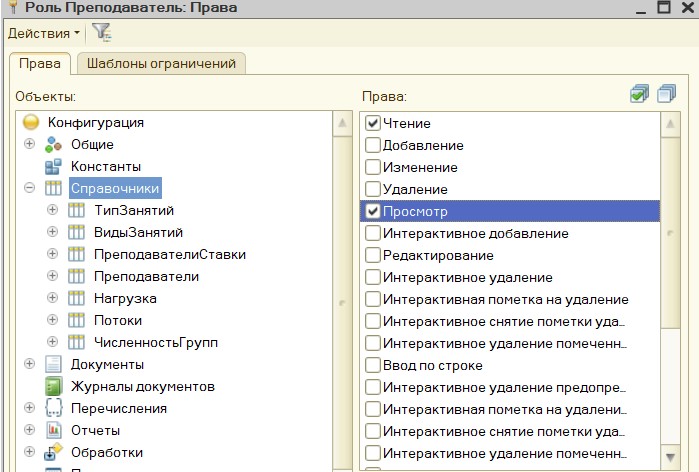 Роль Преподаватель: Права
Действия
Права
Шаблоны ограничений
Объекты:
Конфигурация
Общие
Константы
Справочники
ТипЗанятий
ВидыЗанятий
ПреподавателиСтавки
Преподаватели
Нагрузка
Потоки
ЧисленностьГрупп
Документы
Журналы документов
Перечисления
Отчеты
Обработки
Права:
Чтение
Добавление
Изменение
Удаление
Просмотр
Интерактивное добавление
Редактирование
Интерактивное удаление
Интерактивная пометка на удаление
Интерактивное снятие пометки уда...
Интерактивное удаление помеченн...
Ввод по строке
Интерактивное удаление предопре...
Интерактивная пометка на удалени...
Интерактивное снятие пометки уда...
Интерактивное удаление помеченн...